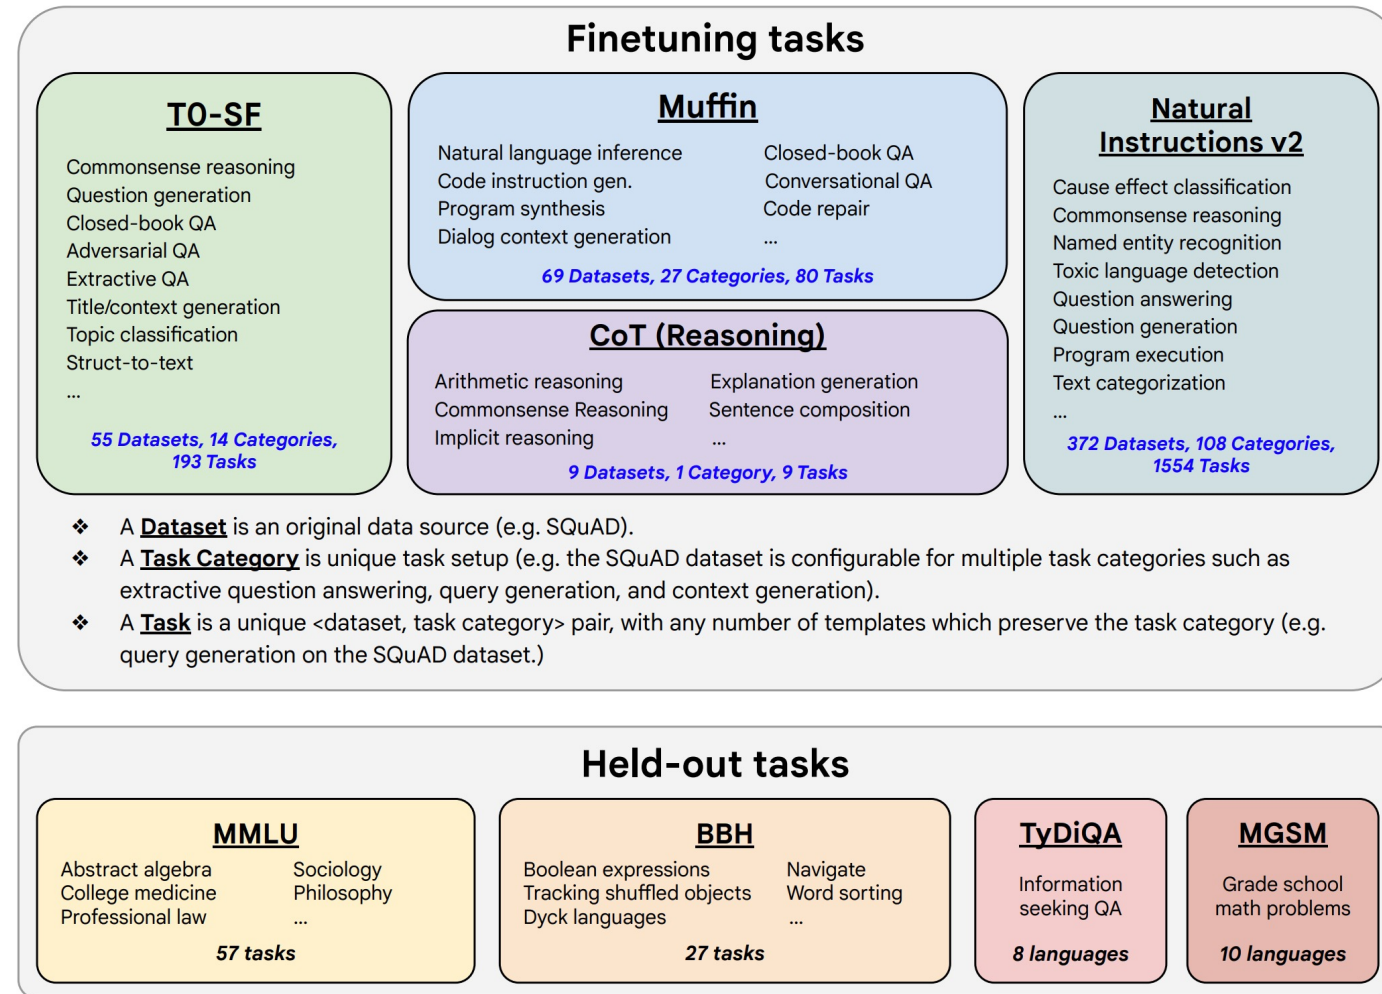 Finetuning tasks
T0-SF
Commonsense reasoning
Question generation
Closed-book QA
Adversarial QA
Extractive QA
Title/context generation
Topic classification
Struct-to-text
...
55 Datasets, 14 Categories,
193 Tasks
Muffin
Natural language inference
Code instruction gen.
Program synthesis
Dialog context generation
Closed-book QA
Conversational QA
Code repair
...
69 Datasets, 27 Categories, 80 Tasks
CoT (Reasoning)
Arithmetic reasoning
Commonsense Reasoning
Implicit reasoning
Explanation generation
Sentence composition
...
9 Datasets, 1 Category, 9 Tasks
Natural
Instructions v2
Cause effect classification
Commonsense reasoning
Named entity recognition
Toxic language detection
Question answering
Question generation
Program execution
Text categorization
...
372 Datasets, 108 Categories,
1554 Tasks
❖ A Dataset is an original data source (e.g. SQuAD).
❖ A Task Category is unique task setup (e.g. the SQuAD dataset is configurable for multiple task categories such as
extractive question answering, query generation, and context generation).
❖ A Task is a unique <dataset, task category> pair, with any number of templates which preserve the task category (e.g.
query generation on the SQuAD dataset.)
Held-out tasks
MMLU
Abstract algebra
College medicine
Professional law
Sociology
Philosophy
...
57 tasks
BBH
Boolean expressions
Tracking shuffled objects
Dyck languages
Navigate
Word sorting
...
27 tasks
TyDiQA
Information
seeking QA
8 languages
MGSM
Grade school
math problems
10 languages